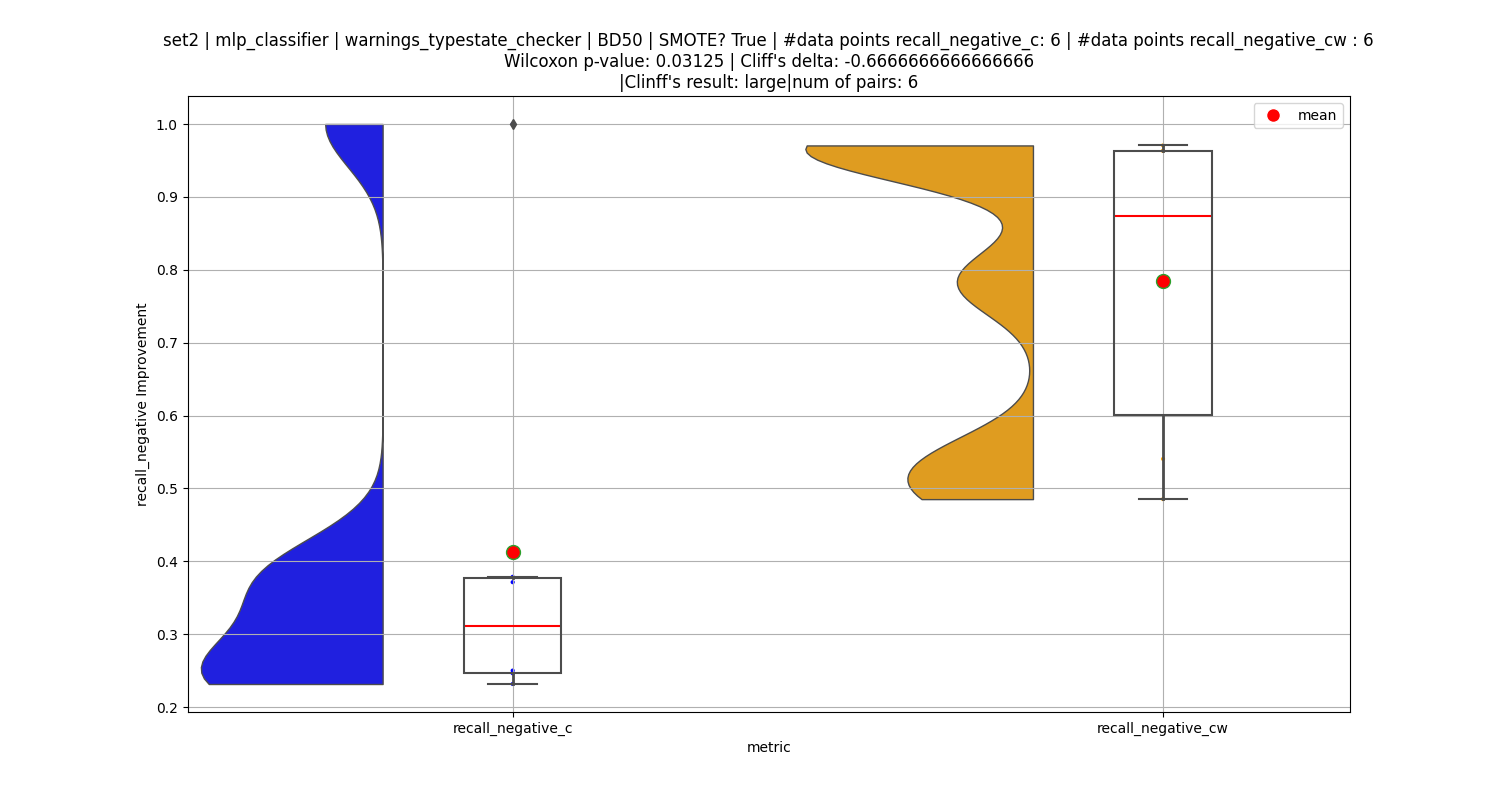 set2 | mlp_classifier | warnings_typestate_checker | BD50 | SMOTE? True | #data points recall_negative_c: 6 | #data points recall_negative_cw : 6
Wilcoxon p-value: 0.03125 | Cliff's delta: -0.6666666666666666
|Clinff's result: large|num of pairs: 6
mean
1.0
0.9
0.8
0.7
0.6
0.5
0.4
0.3
0.2
recall_negative Improvement
recall_negative_c
recall_negative_cw
metric